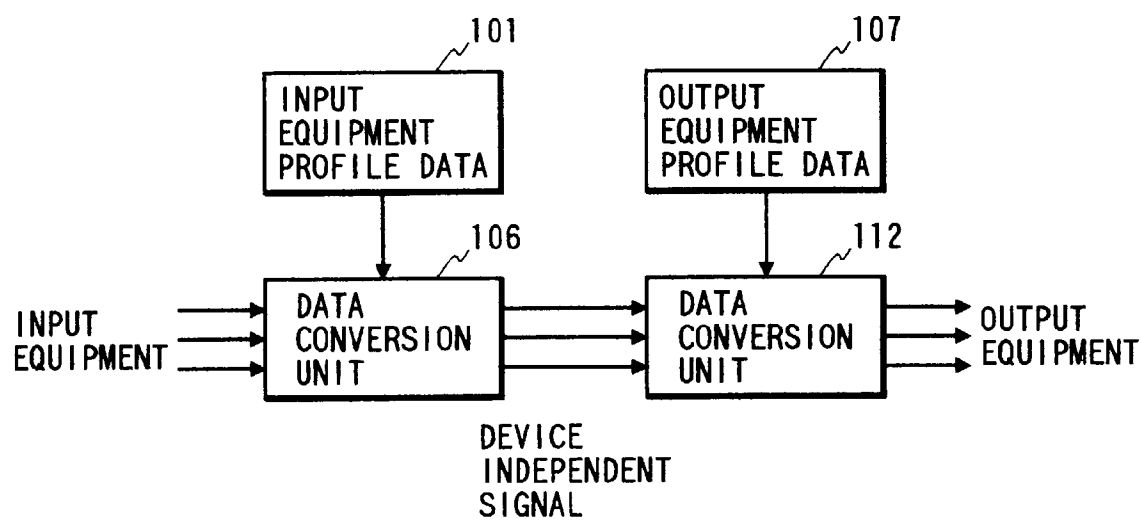 101
107
INPUT
EQUIPMENT
PROFILE DATA
OUTPUT
EQUIPMENT
PROFILE DATA
106
112
INPUT
EQUIPMENT
DATA
CONVERSION
UNIT
DATA
CONVERSION
UNIT
OUTPUT
EQUIPMENT
DEVICE
INDEPENDENT
SIGNAL